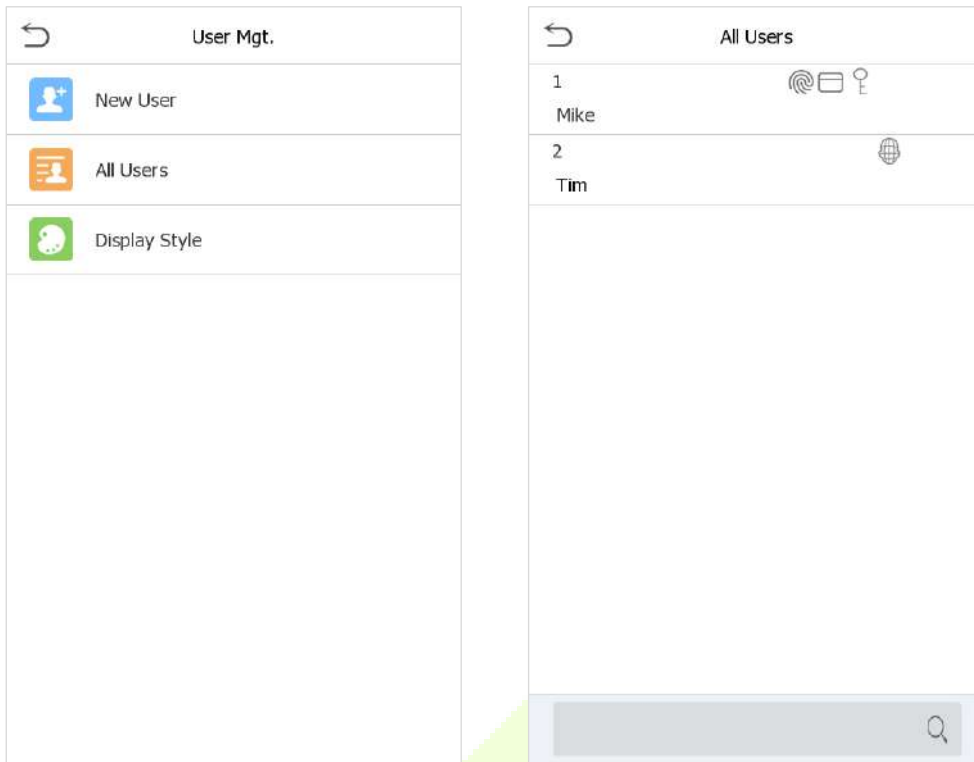 User Mgt.
New User
All Users
Display Style
All Users
1
Mike
2
Tim